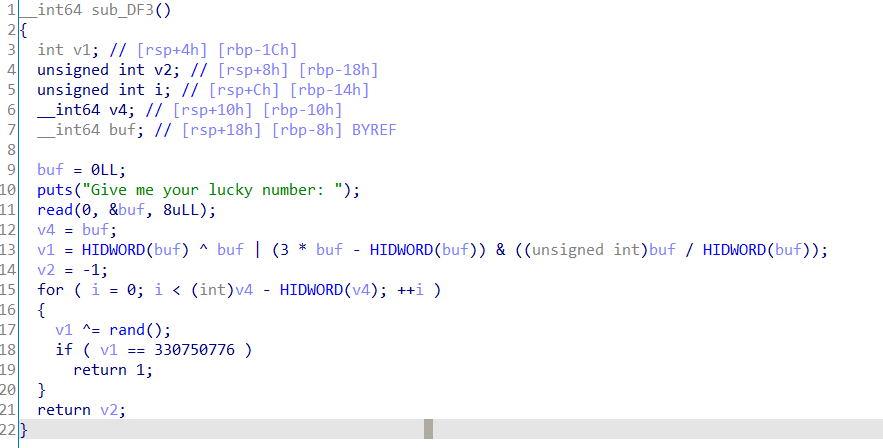 1 __int64 sub_DF3()
2 {
3   int v1; // [rsp+4h] [rbp-1Ch]
4   unsigned int v2; // [rsp+8h] [rbp-18h]
5   unsigned int i; // [rsp+Ch] [rbp-14h]
6   __int64 v4; // [rsp+10h] [rbp-10h]
7   __int64 buf; // [rsp+18h] [rbp-8h] BYREF
8
9   buf = 0LL;
10   puts("Give me your lucky number: ");
11   read(0, &buf, 8uLL);
12   v4 = buf;
13   v1 = HIDWORD(buf) ^ buf | (3 * buf - HIDWORD(buf)) & ((unsigned int)buf / HIDWORD(buf));
14   v2 = -1;
15   for ( i = 0; i < (int)v4 - HIDWORD(v4); ++i )
16   {
17     v1 ^= rand();
18     if ( v1 == 330750776 )
19       return 1;
20   }
21   return v2;
22 }